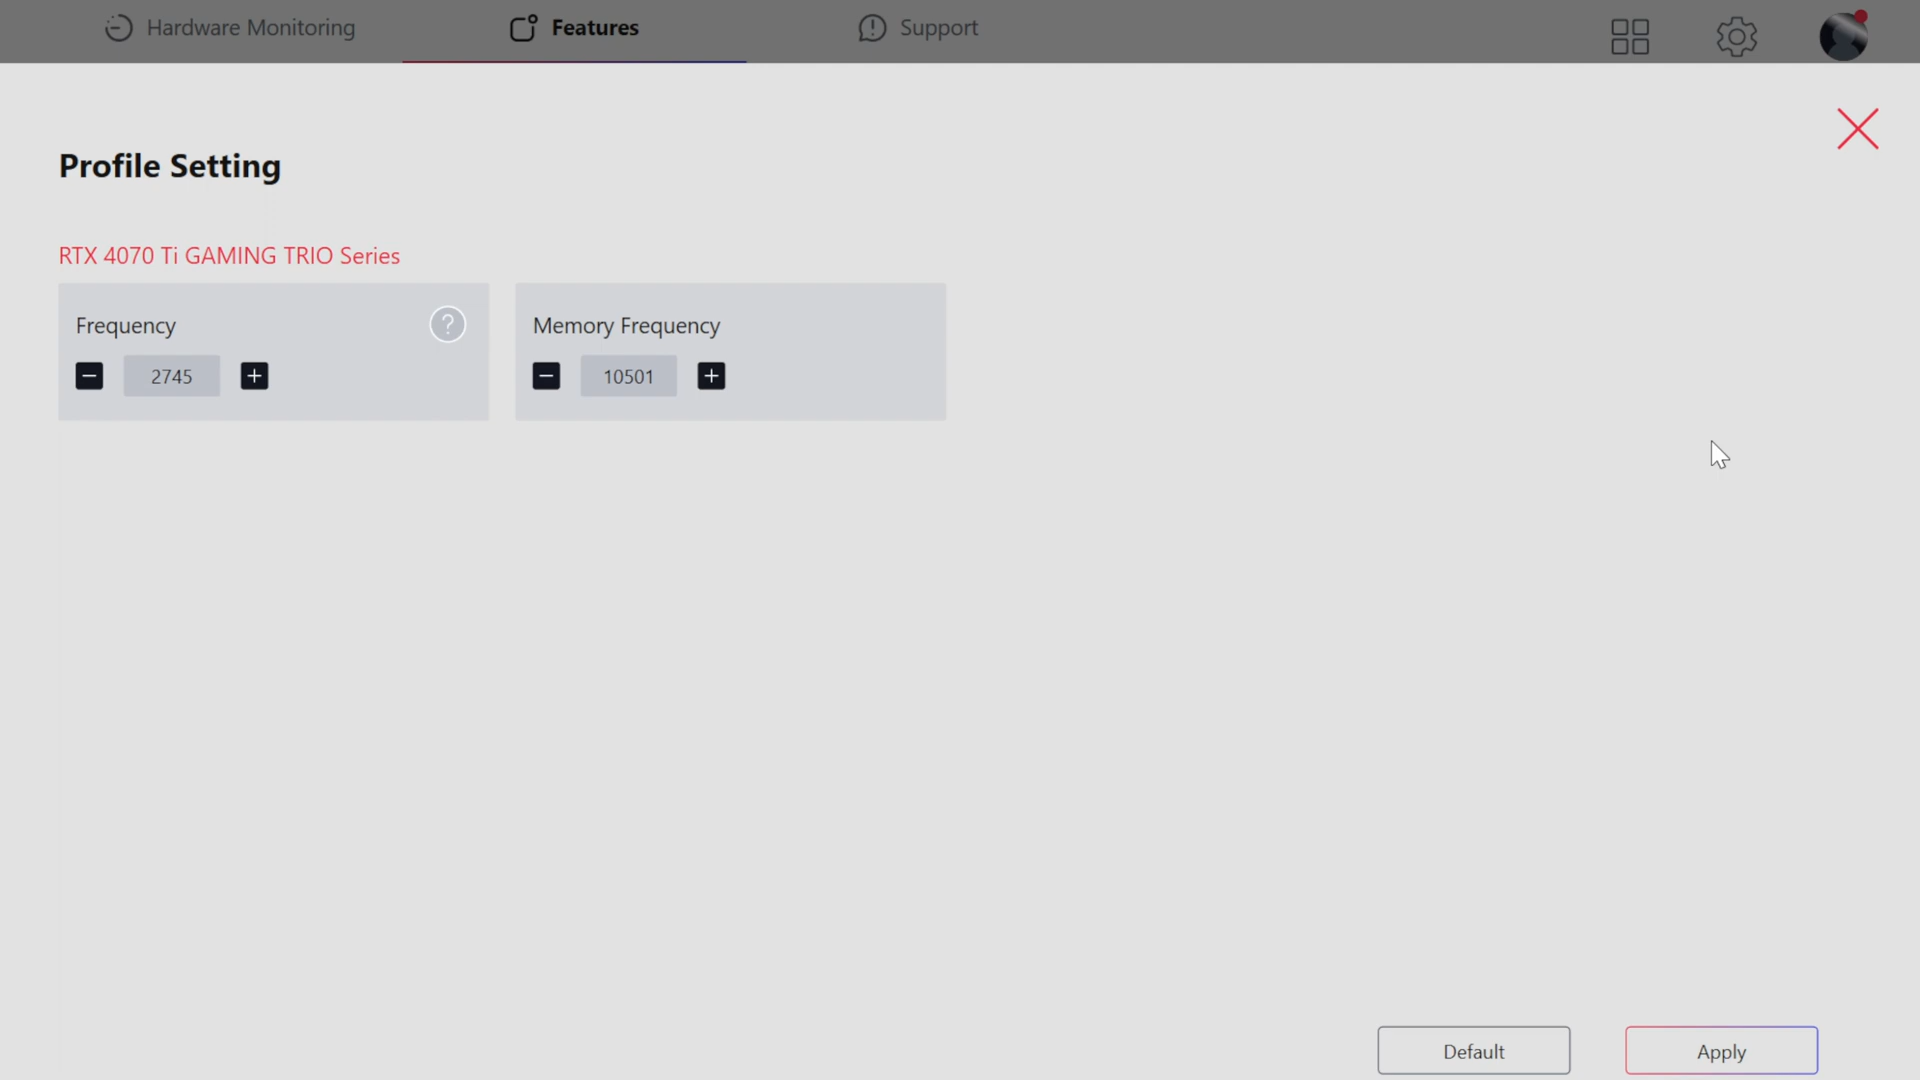 Hardware Monitoring
Features
Support
Profile Setting
RTX 4070 Ti GAMING TRIO Series
Frequency
?
Memory Frequency
2745
10501
Default
Apply